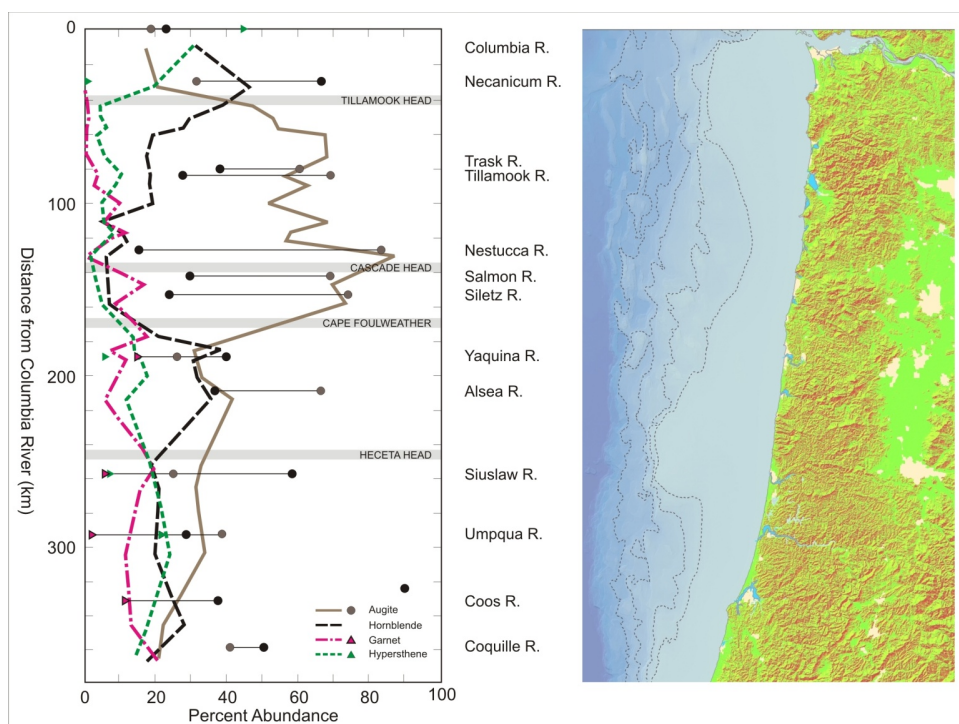 0
100
200
300
Distance from Columbia River (km)
0
20
40
60
80
100
Percent Abundance
TILLAMOOK HEAD
CASCADE HEAD
CAPE FOULWEATHER
HECETA HEAD
Augite
Hornblende
Garnet
Hypersthene
Columbia R.
Necanicum R.
Trask R.
Tillamook R.
Nestucca R.
Salmon R.
Siletz R.
Yaquina R.
Alsea R.
Siuslaw R.
Umpqua R.
Coos R.
Coquille R.